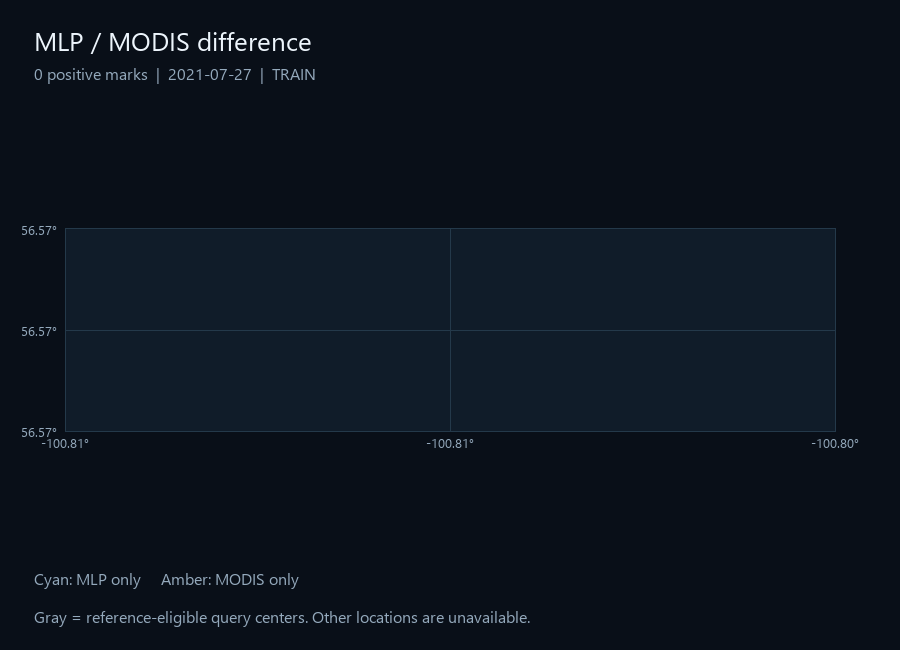 MLP / MODIS difference
0 positive marks | 2021-07-27 | TRAIN
56.57°
56.57°
56.57°
-100.81° -100.81° -100.80°
Cyan: MLP only Amber: MODIS only
Gray = reference-eligible query centers. Other locations are unavailable.